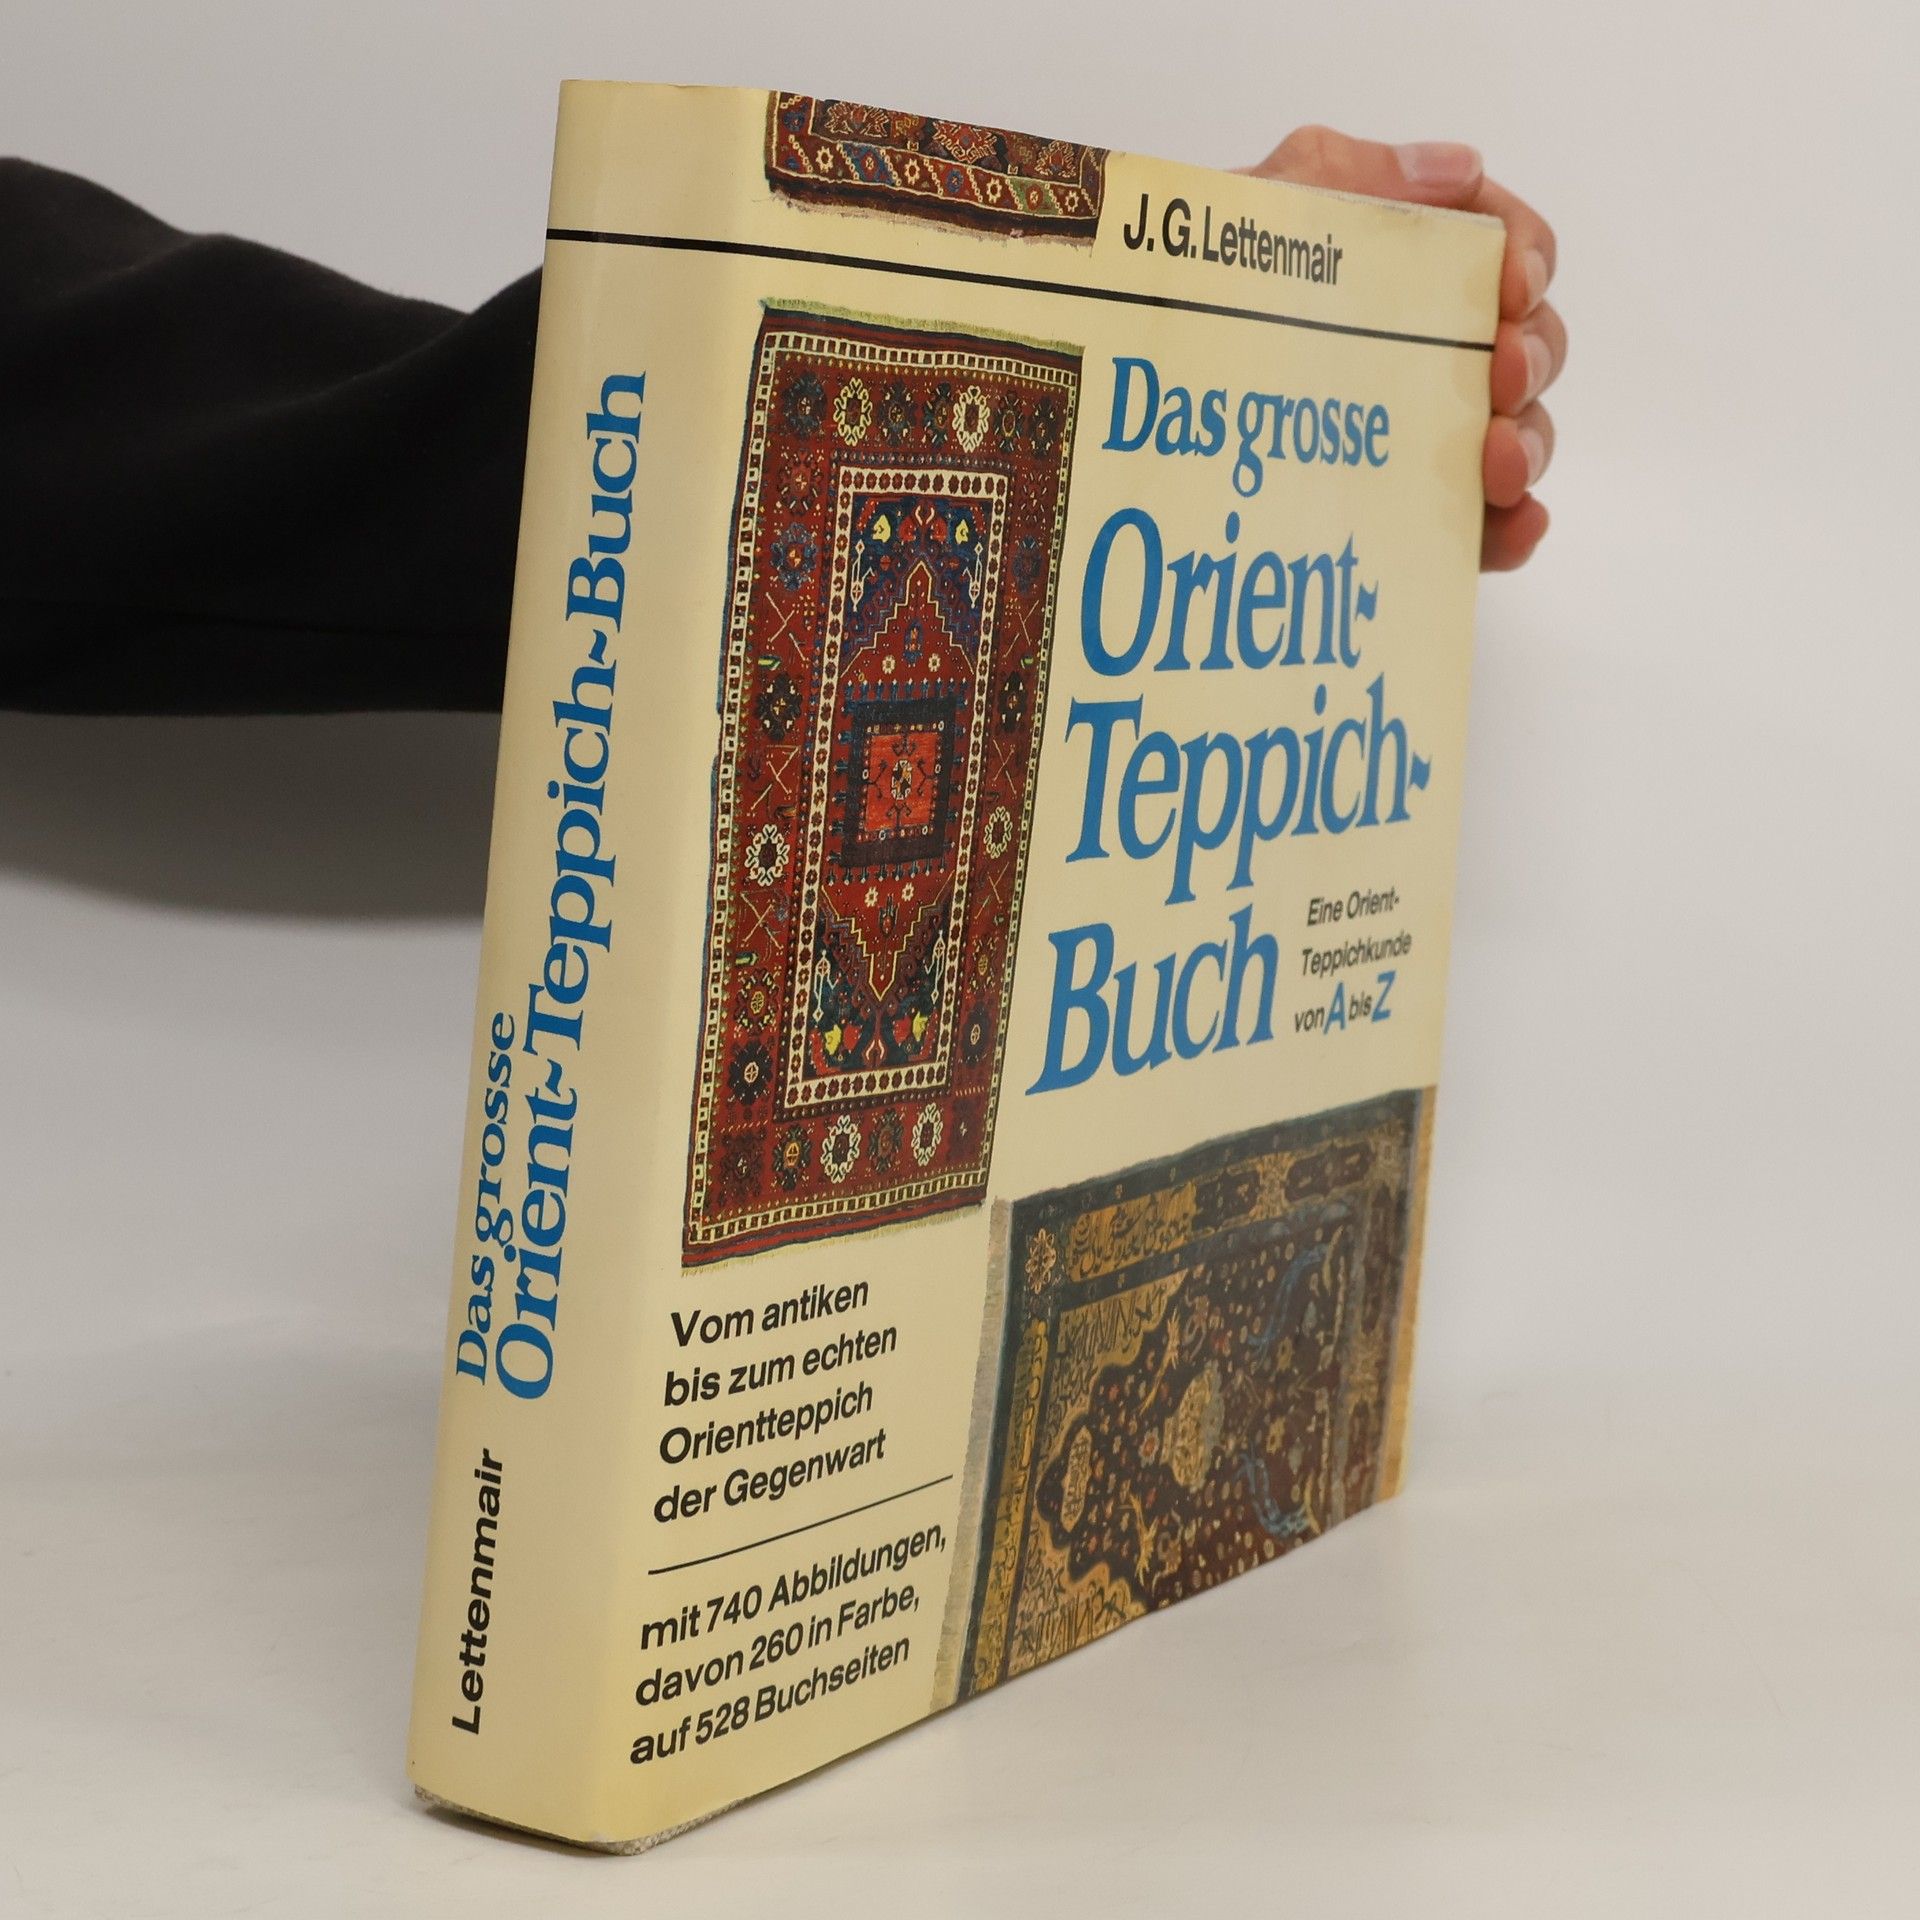 J. G. Lettenmair
Das grosse
Orient-
Teppich-
Buch
Eine Orient-
Teppichkunde
von A bis Z
Vom antiken
bis zum echten
Orientteppich
der Gegenwart
mit 740 Abbildungen,
davon 260 in Farbe,
auf 528 Buchseiten
Lettenmair
Das grosse
Orient-Teppich-Buch